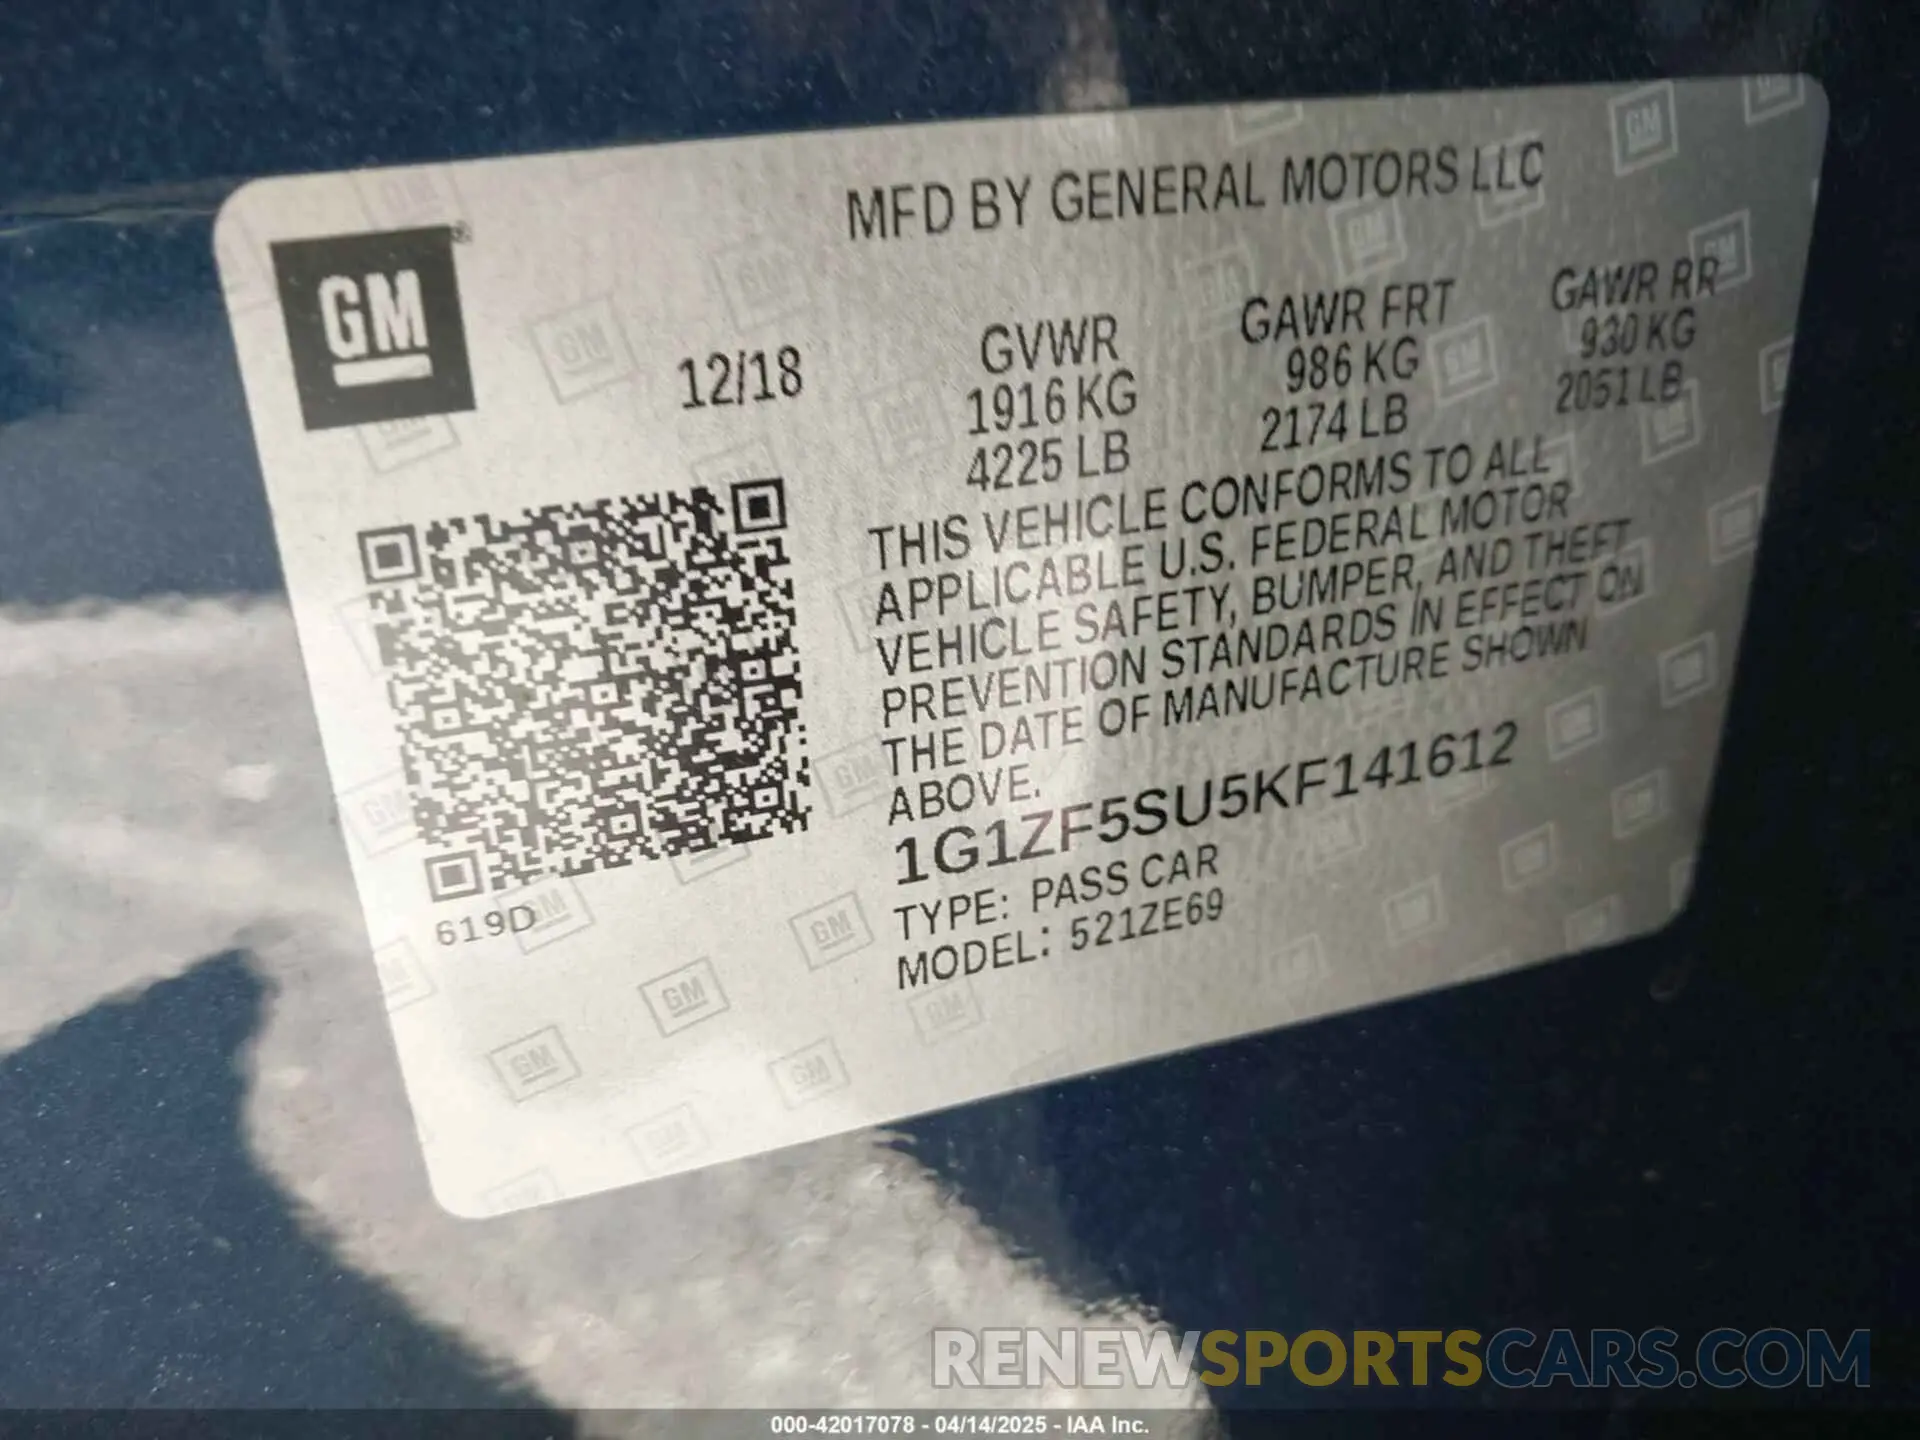 MFD BY GENERAL MOTORS LLC
GM
12/18
GVWR
1916 KG
4225 LB
GAWR FRT
986 KG
2174 LB
GAWR RR
930 KG
2051 LB
THIS VEHICLE CONFORMS TO ALL
APPLICABLE U.S. FEDERAL MOTOR
VEHICLE SAFETY, BUMPER, AND THEFT
PREVENTION STANDARDS IN EFFECT ON
THE DATE OF MANUFACTURE SHOWN
ABOVE.
1G1ZF5SU5KF141612
TYPE: PASS CAR
MODEL: 521ZE69
619D
RENEWSPORTSCARS.COM
000-42017078 - 04/14/2025 - IAA Inc.